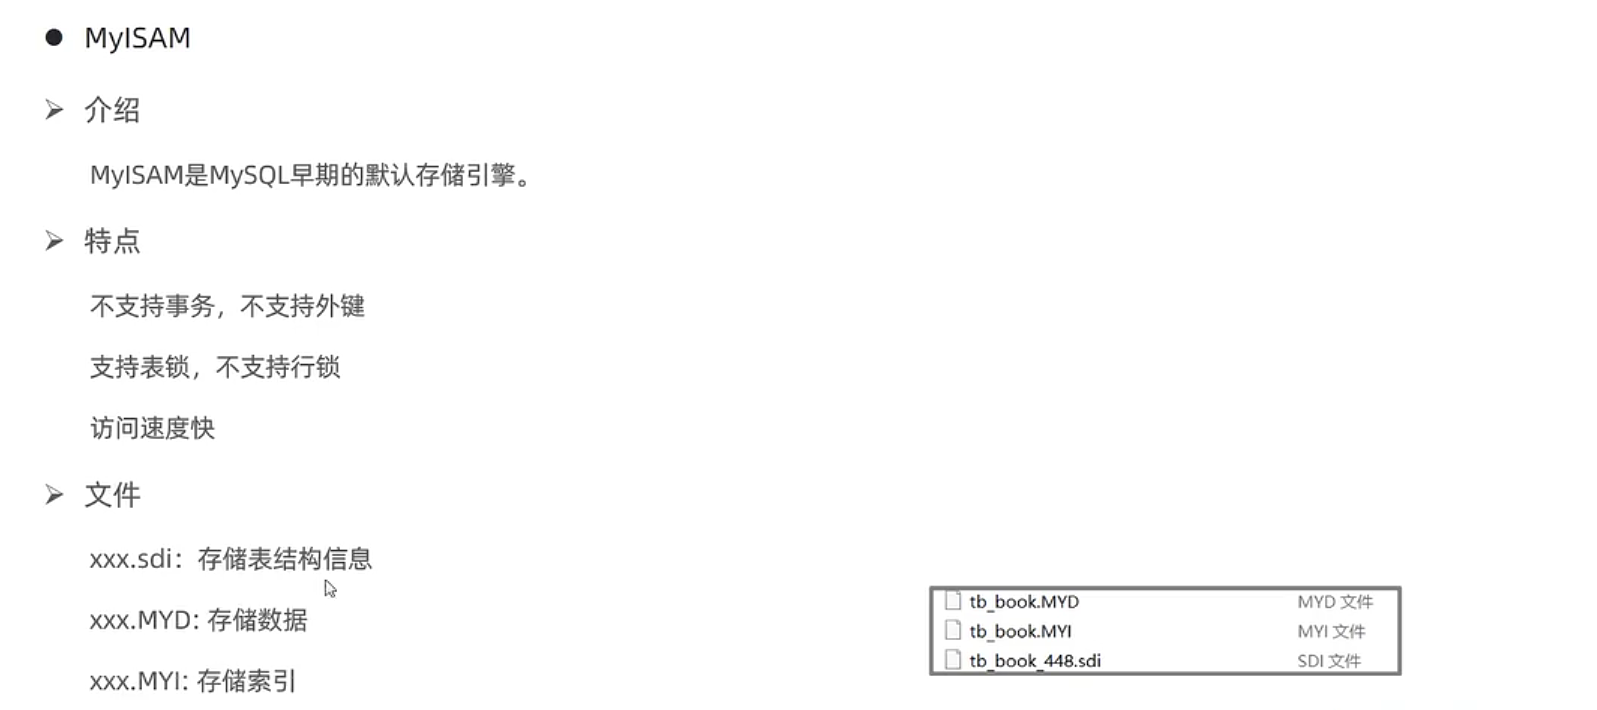 MyISAM
介绍
MyISAM是MySQL早期的默认存储引擎。
特点
不支持事务，不支持外键
支持表锁，不支持行锁
访问速度快
文件
xxx.sdi：存储表结构信息
xxx.MYD: 存储数据
xxx.MYI: 存储索引
tb_book.MYD MYD 文件
tb_book.MYI MYI 文件
tb_book_448.sdi SDI 文件